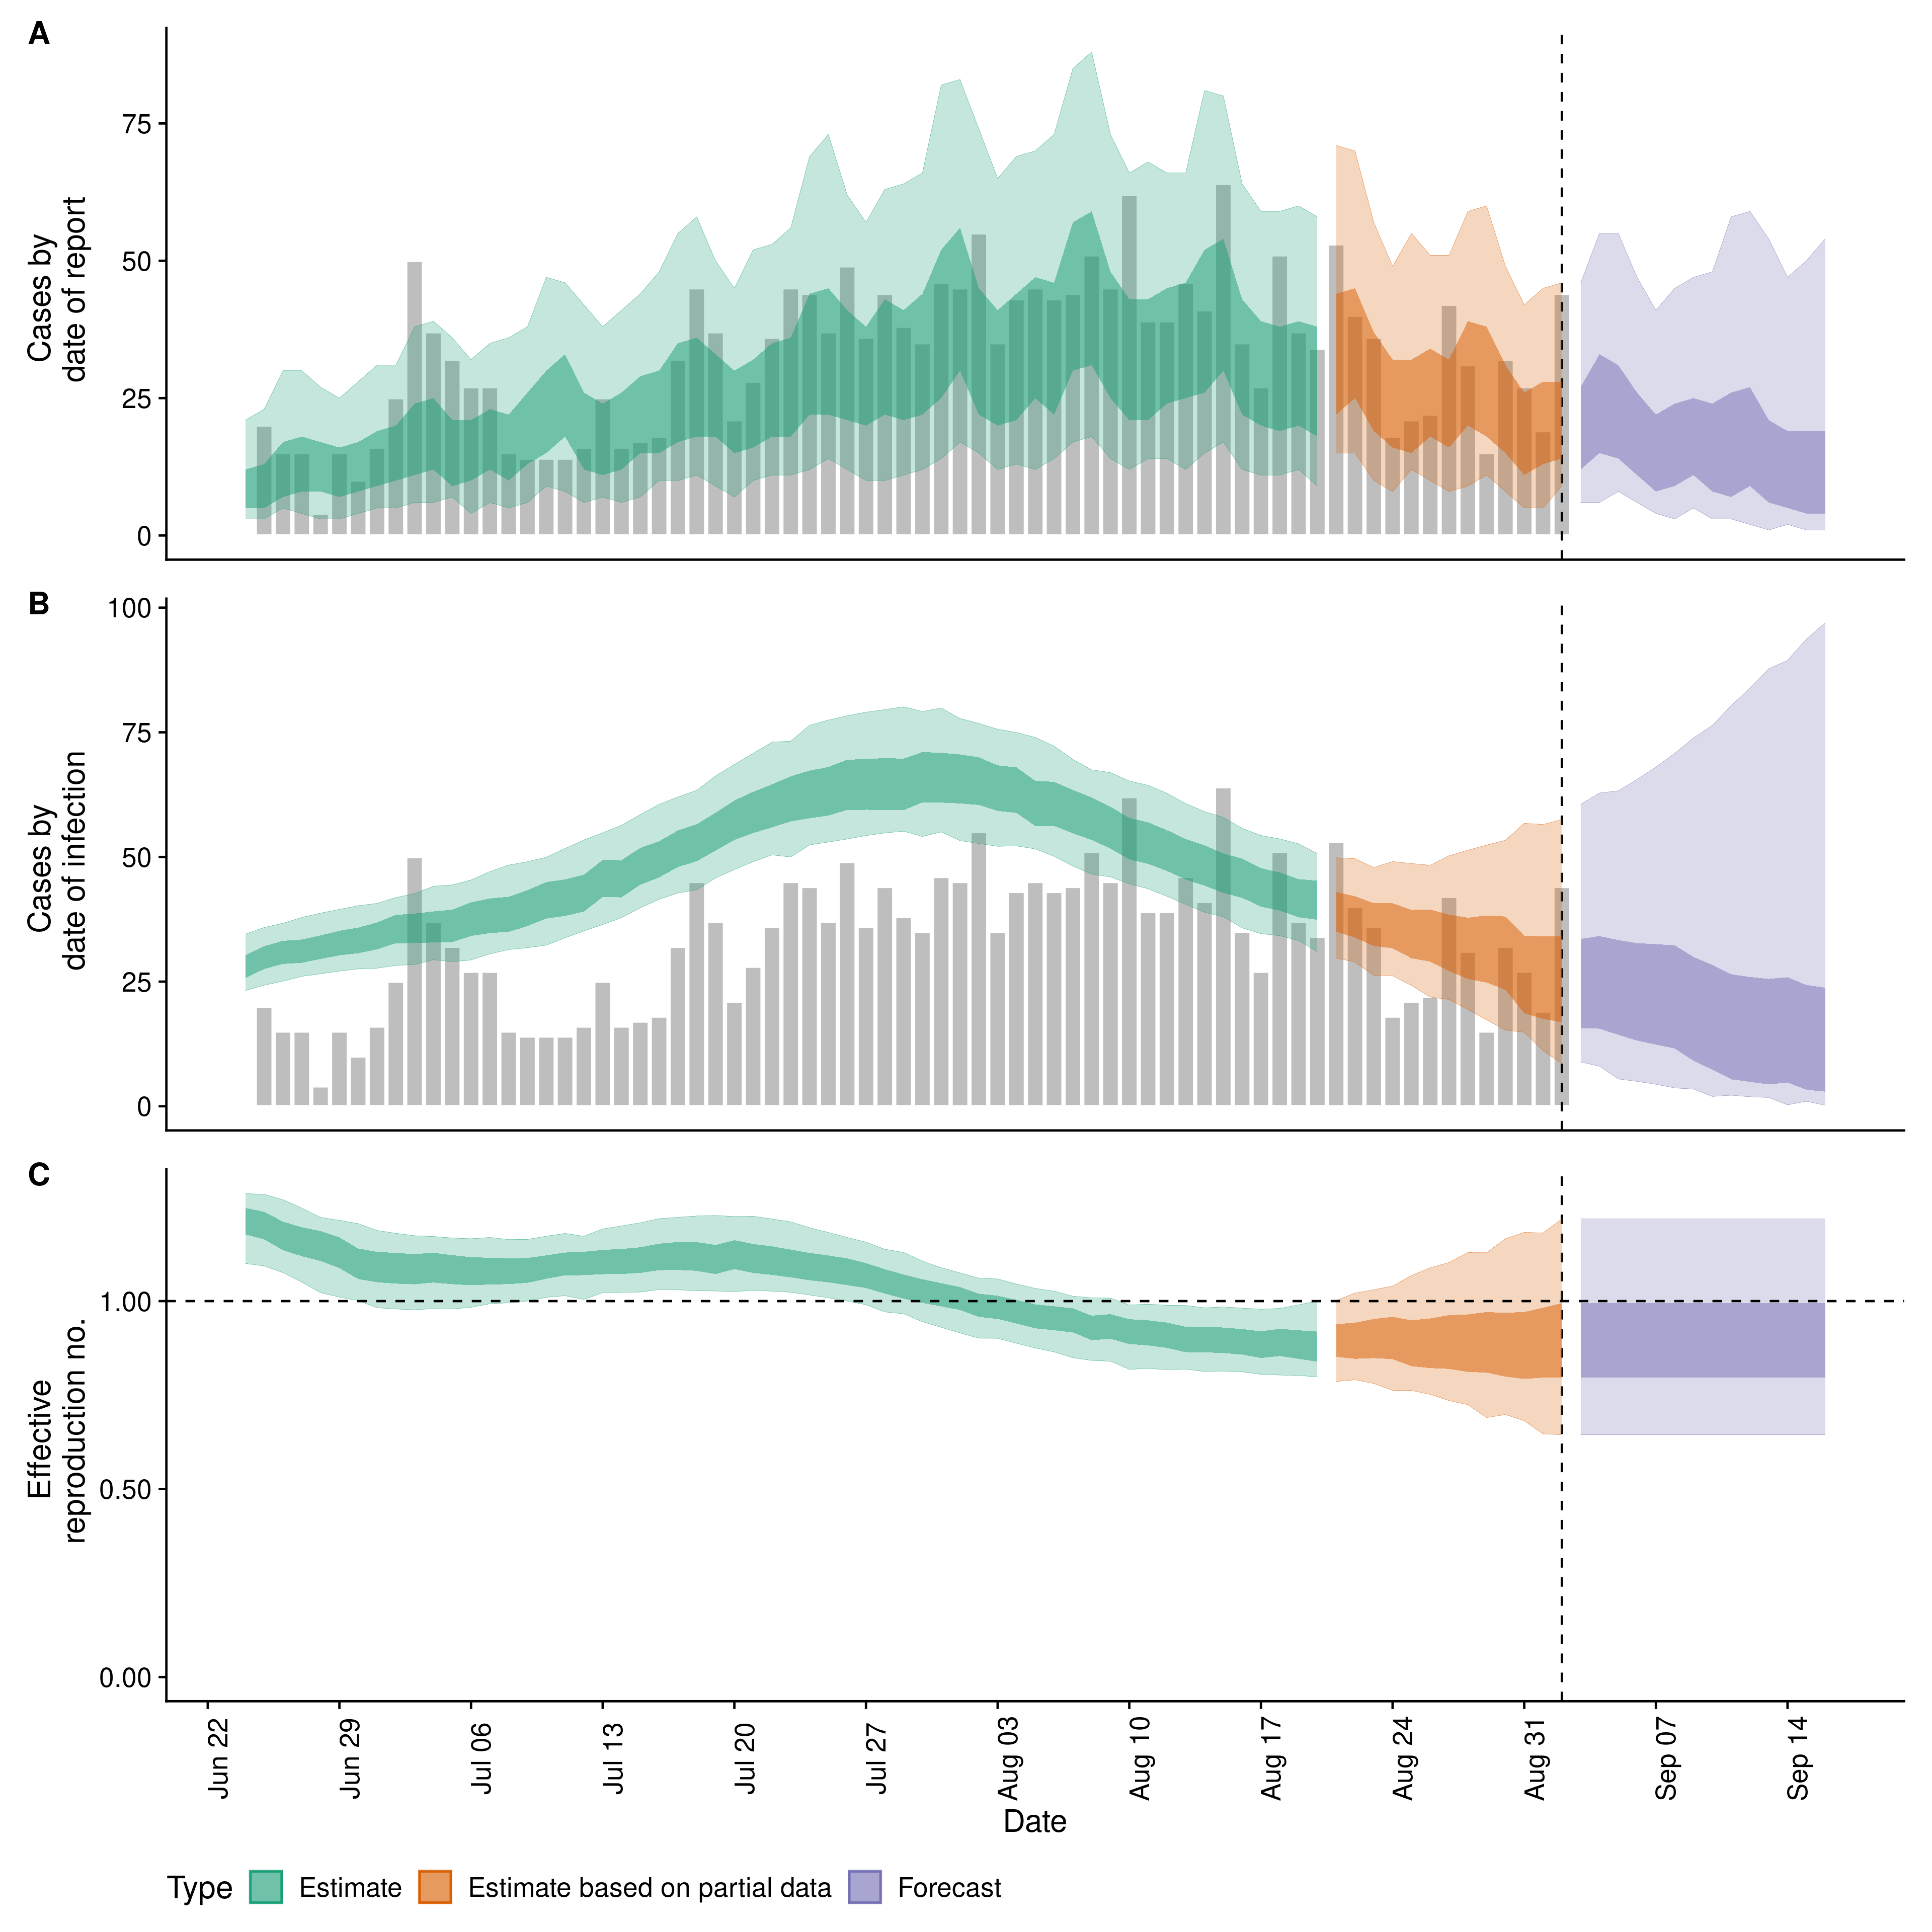 A
Cases by
date of report
75
50
25
0
B
Cases by
date of infection
100
75
50
25
0
C
Effective
reproduction no.
1.00
0.50
0.00
Jun 22
Jun 29
Jul 06
Jul 13
Jul 20
Jul 27
Aug 03
Aug 10
Aug 17
Aug 24
Aug 31
Sep 07
Sep 14
Date
Type
Estimate
Estimate based on partial data
Forecast